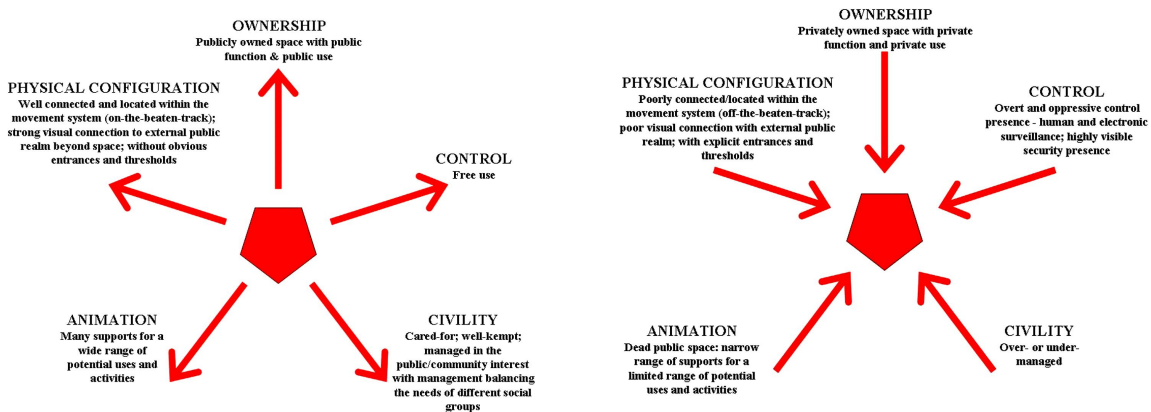 OWNERSHIP
Publicly owned space with public
function & public use
PHYSICAL CONFIGURATION
Well connected and located within the
movement system (on-the-beaten-track);
strong visual connection to external public
realm beyond space; without obvious
entrances and thresholds
CONTROL
Free use
ANIMATION
Many supports for a
wide range of
potential uses and
activities
CIVILITY
Cared-for; well-kempt;
managed in the
public/community interest
with management balancing
the needs of different social
groups
OWNERSHIP
Privately owned space with private
function and private use
PHYSICAL CONFIGURATION
Poorly connected/located within the
movement system (off-the-beaten-track);
poor visual connection with external public
realm; with explicit entrances and
thresholds
CONTROL
Overt and oppressive control
presence - human and electronic
surveillance; highly visible
security presence
ANIMATION
Dead public space: narrow
range of supports for a
limited range of potential
uses and activities
CIVILITY
Over- or under-
managed